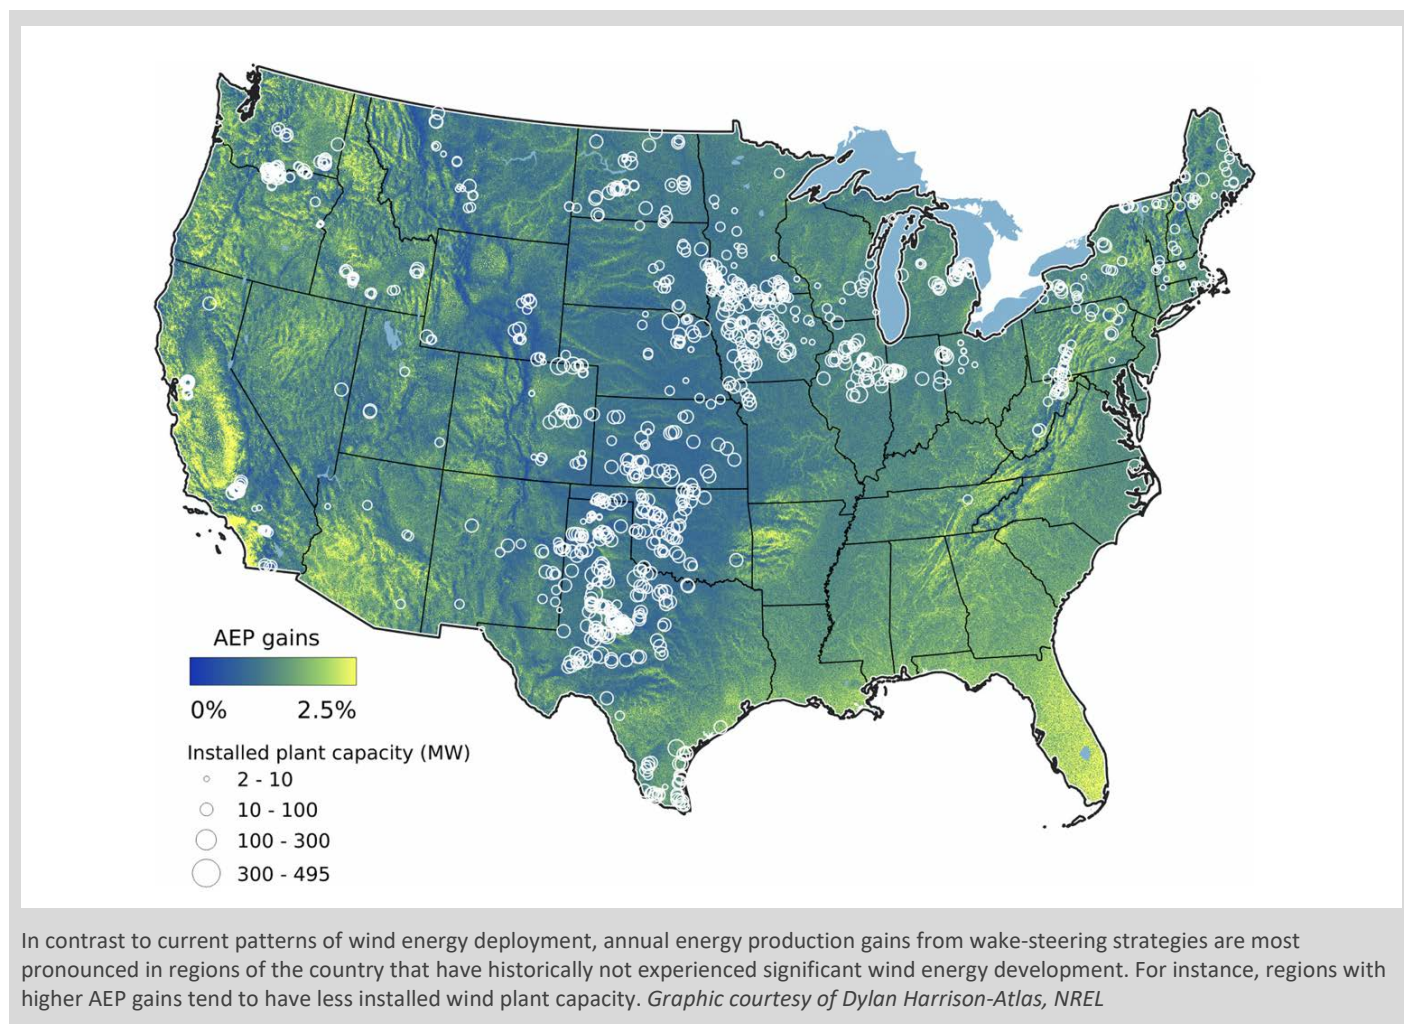 AEP gains
0% 2.5%
Installed plant capacity (MW)
2 - 10
10 - 100
100 - 300
300 - 495
In contrast to current patterns of wind energy deployment, annual energy production gains from wake-steering strategies are most
pronounced in regions of the country that have historically not experienced significant wind energy development. For instance, regions with
higher AEP gains tend to have less installed wind plant capacity. Graphic courtesy of Dylan Harrison-Atlas, NREL